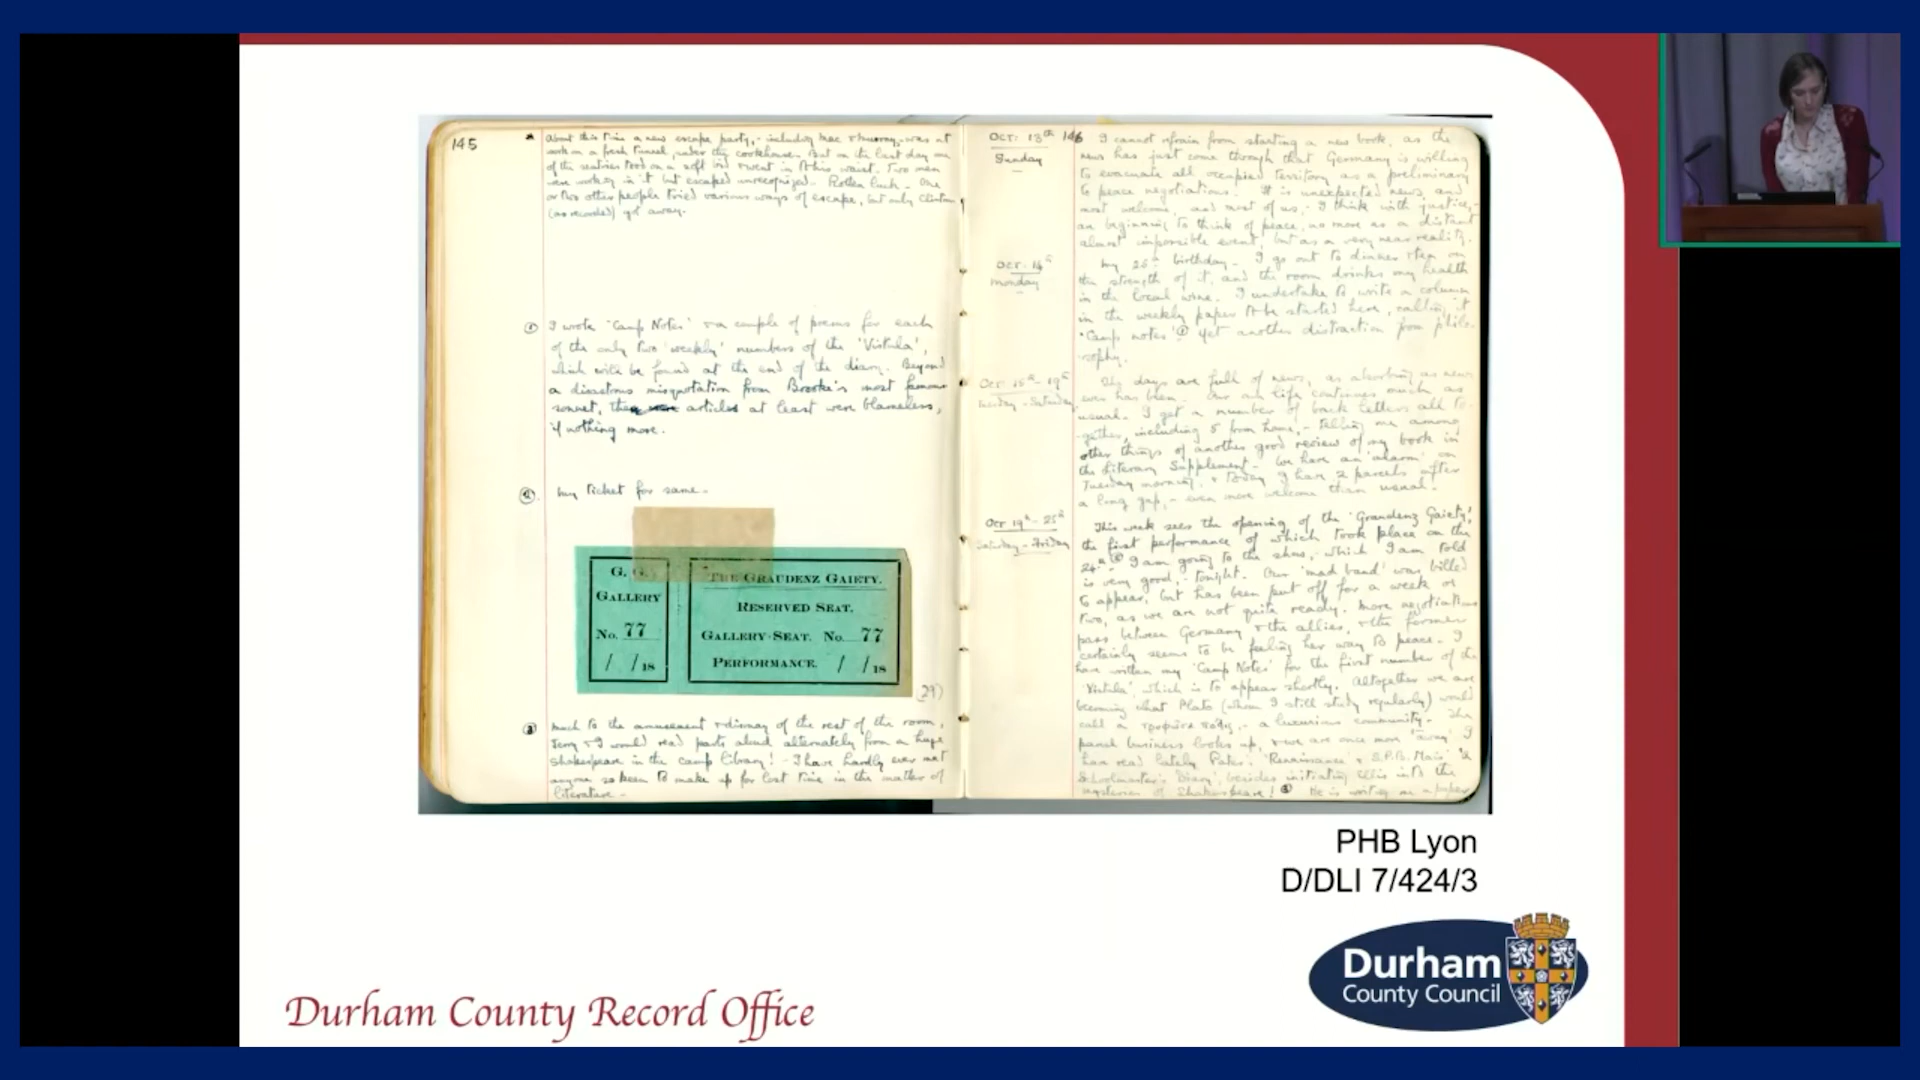 145
About this time a new escape party, - including Mac & Murray, - was at
work on a fresh tunnel, under the cookhouse. But on the last day one
of the sentries trod on a soft bit & went in to his waist. Two men
were working in it but escaped unrecognized. Rotten luck. - One
or two other people tried various ways of escape, but only Clinton
(as recorded) got away.
① I wrote 'Camp Notes' & a couple of poems for each
of the only two 'weekly' numbers of the 'Vistula',
which will be found at the end of the diary. Beyond
a disastrous misquotation from Brooke's most famous
sonnet, the articles at least were blameless,
if nothing more.
② My ticket for same. -
G. G.
GALLERY
No. 77
/ /18
THE GRAUDENZ GAIETY.
RESERVED SEAT.
GALLERY-SEAT. No. 77
PERFORMANCE. / /18
(29)
③ Much to the amusement & dismay of the rest of the room,
Jerry & I would read parts aloud alternately from a huge
Shakespeare in the camp library! - I have hardly ever met
anyone so keen to make up for lost time in the matter of
literature. -
Oct. 13th 146
Sunday
I cannot refrain from starting a new book, as the
news has just come through that Germany is willing
to evacuate all occupied territory as a preliminary
to peace negotiations. It is unexpected news and
most welcome, and most of us, - I think with justice, -
are beginning to think of peace, no more as a distant
almost impossible event, but as a very near reality.
Oct. 14th
Monday
My 25th birthday. - I go out to dinner & tea on
the strength of it, and the room drinks my health
in the local wine. I undertake to write a column
in the weekly paper to be started here, calling it
'Camp notes' ① Yet another distraction from philo-
-sophy.
Oct 15th - 19th
Tuesday - Saturday
The days are full of news, as absorbing as news
ever has been. Our own life continues much as
usual. I get a number of back letters all to-
-gether, including 5 from home, - telling me among
other things of another good review of my book in
the Literary Supplement. We have an 'alarm' on
Tuesday morning, & today I have 2 parcels after
a long gap, - even more welcome than usual. -
Oct 19th - 25th
Saturday - Friday
This week sees the opening of the 'Graudenz Gaiety',
the first performance of which took place on the
24th ② I am going to the show, - which I am told
is very good, - tonight. Our 'mad band' was billed
to appear, but has been put off for a week or
two, as we are not quite ready. More negotiations
pass between Germany & the allies, & the former
certainly seems to be feeling her way to peace. - I
have written my 'Camp Notes' for the first number of the
'Vistula', which is to appear shortly. Altogether we are
becoming what Plato (whom I still study regularly) would
call a - a luxurious community. - The
parcel business looks up, & we are once more 'away'. I
have read lately Pater's 'Renaissance' & S.P.B. Mais' 'A
Schoolmaster's Diary', besides initiating Ellis into the
mysteries of Shakespeare! ③ He is writing on a paper
PHB Lyon
D/DLI 7/424/3
Durham
County Council
Durham County Record Office